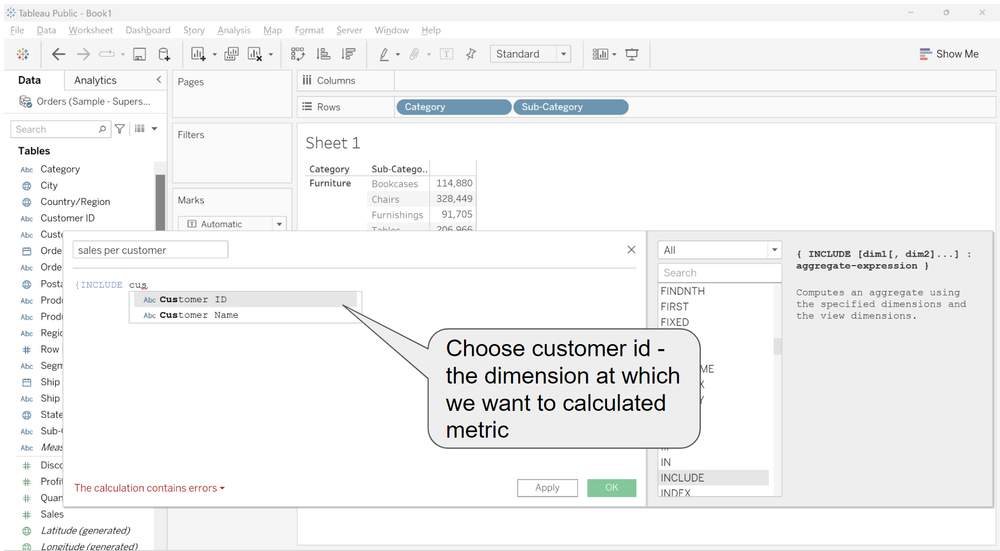 Tableau Public - Book1
File Data Worksheet Dashboard Story Analysis Map Format Server Window Help
Standard
Show Me
Data Analytics
Orders (Sample - Supers...
Search
Tables
Abc Category
City
Country/Region
Abc Customer ID
Abc Custo
Orde
Abc Orde
Posta
Abc Produ
Abc Produ
Abc Regio
Row
Abc Segm
Ship
Abc Ship
State
Abc Sub-
Abc Meas
Disco
Profit
Quan
Sales
Latitude (generated)
Longitude (generated)
Pages
Filters
Marks
Automatic
Columns
Rows Category Sub-Category
Sheet 1
Category Sub-Catego..
Furniture Bookcases 114,880
Chairs 328,449
Furnishings 91,705
Tables 206,966
sales per customer
{INCLUDE cus
Abc Customer ID
Abc Customer Name
Choose customer id -
the dimension at which
we want to calculated
metric
The calculation contains errors
Apply OK
All
Search
FINDNTH
FIRST
FIXED
ME
X
Y
IN
INCLUDE
INDEX
{ INCLUDE [dim1[, dim2]...] :
aggregate-expression }
Computes an aggregate using
the specified dimensions and
the view dimensions.